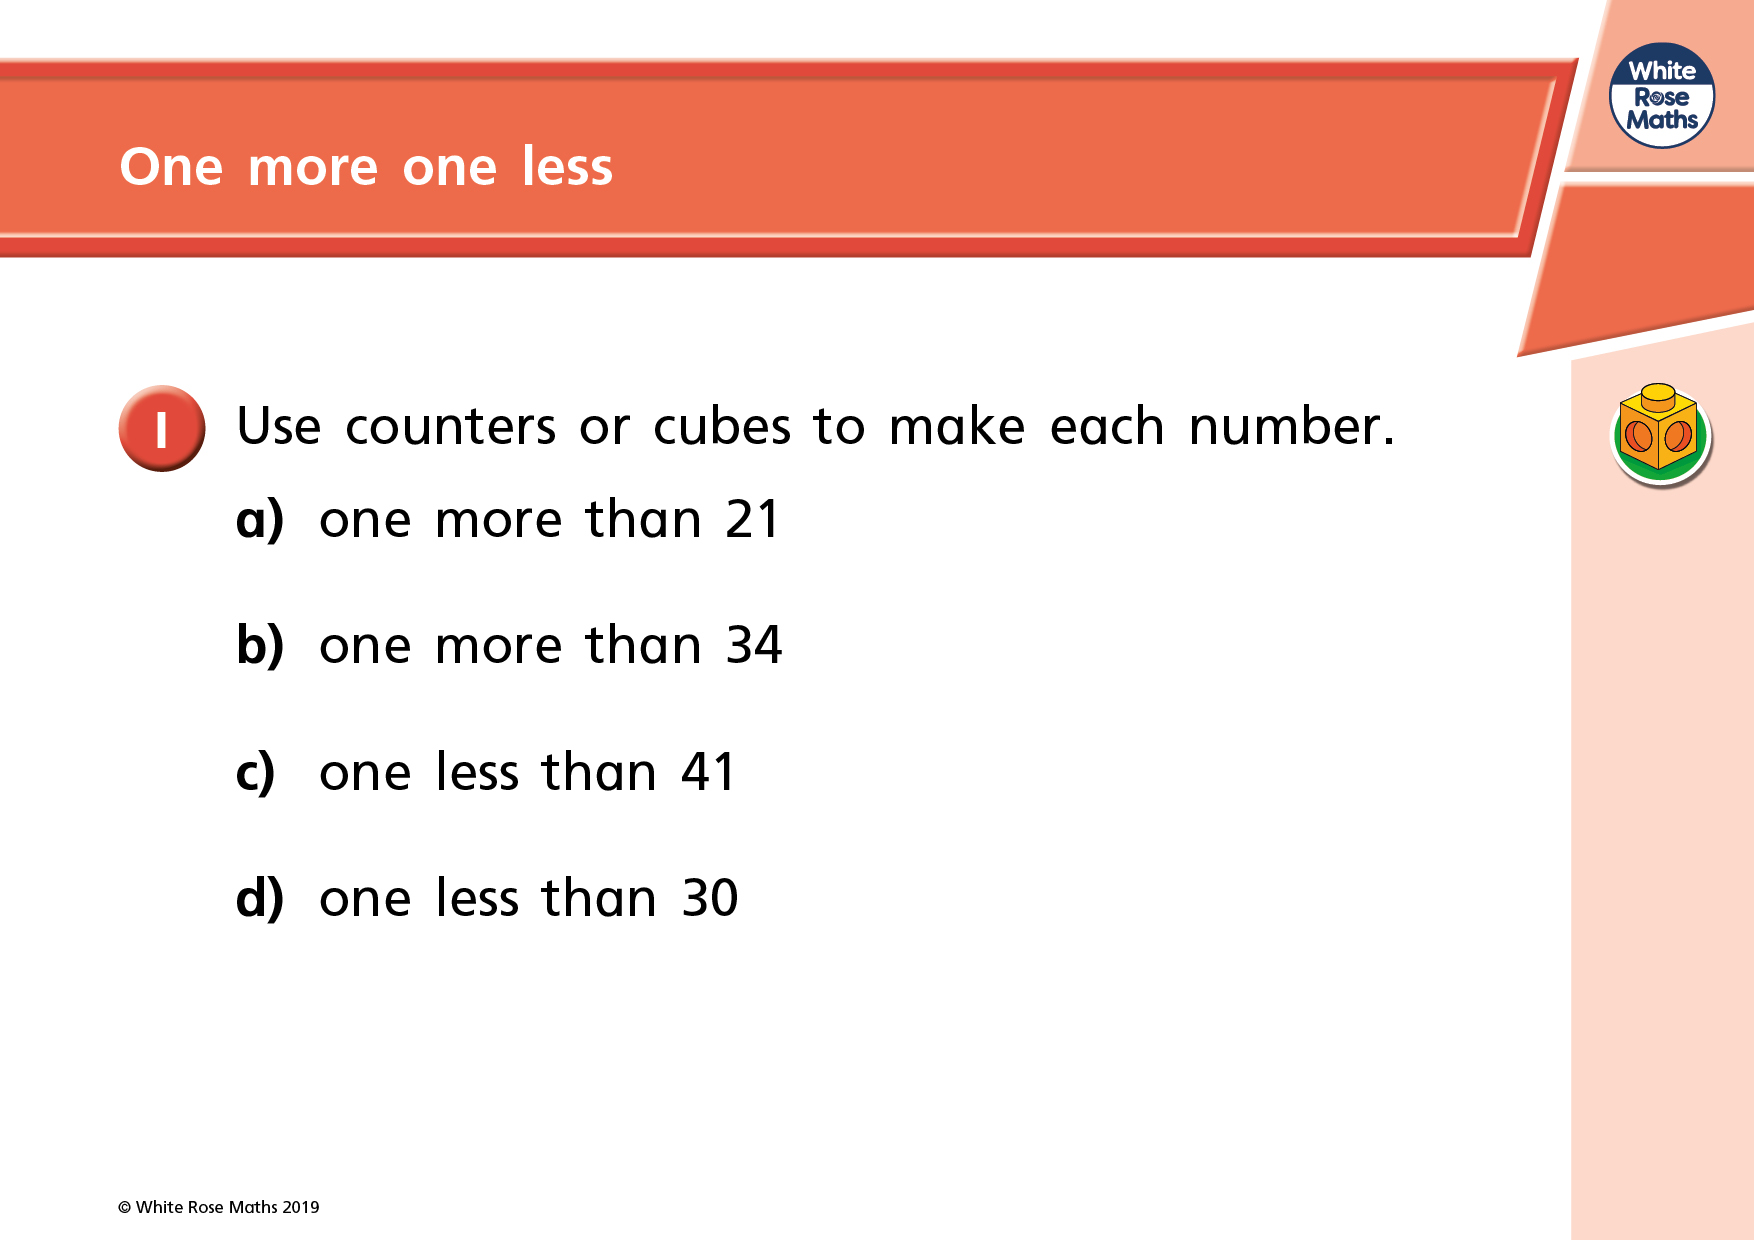 White
Rose
Maths
One more one less
1 Use counters or cubes to make each number.
a) one more than 21
b) one more than 34
c) one less than 41
d) one less than 30
© White Rose Maths 2019